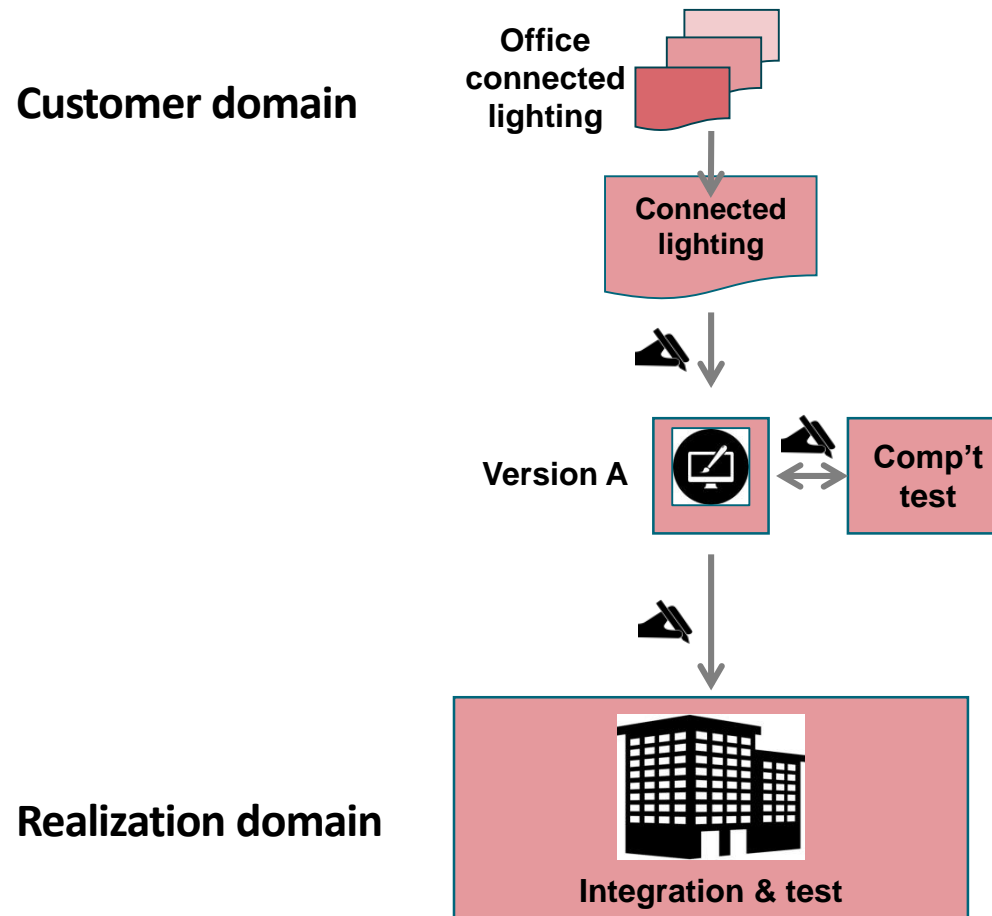 Office
connected
lighting
Customer domain
Connected
lighting
Version A
Comp't
test
Realization domain
Integration & test